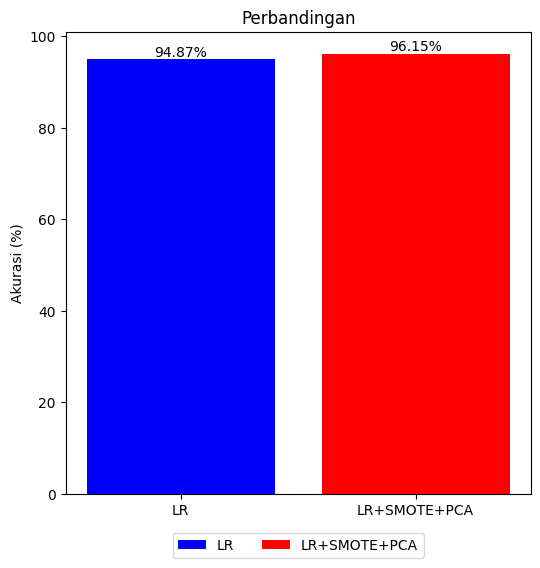 Perbandingan
100
80
60
40
20
0
Akurasi (%)
94.87%
96.15%
LR
LR+SMOTE+PCA
LR
LR+SMOTE+PCA